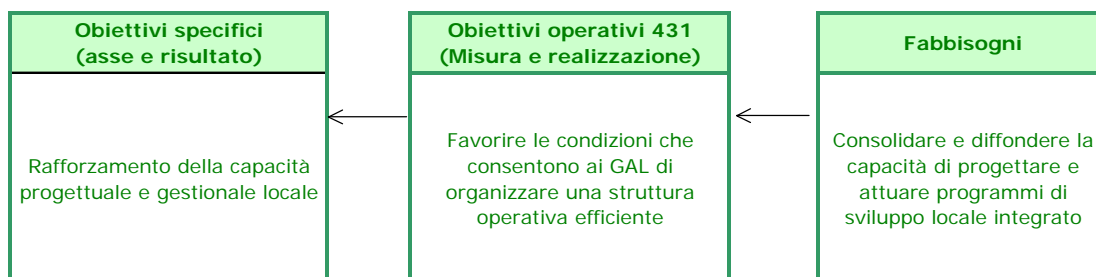 Obiettivi specifici
(asse e risultato)
Rafforzamento della capacità
progettuale e gestionale locale
Obiettivi operativi 431
(Misura e realizzazione)
Favorire le condizioni che
consentono ai GAL di
organizzare una struttura
operativa efficiente
Fabbisogni
Consolidare e diffondere la
capacità di progettare e
attuare programmi di
sviluppo locale integrato